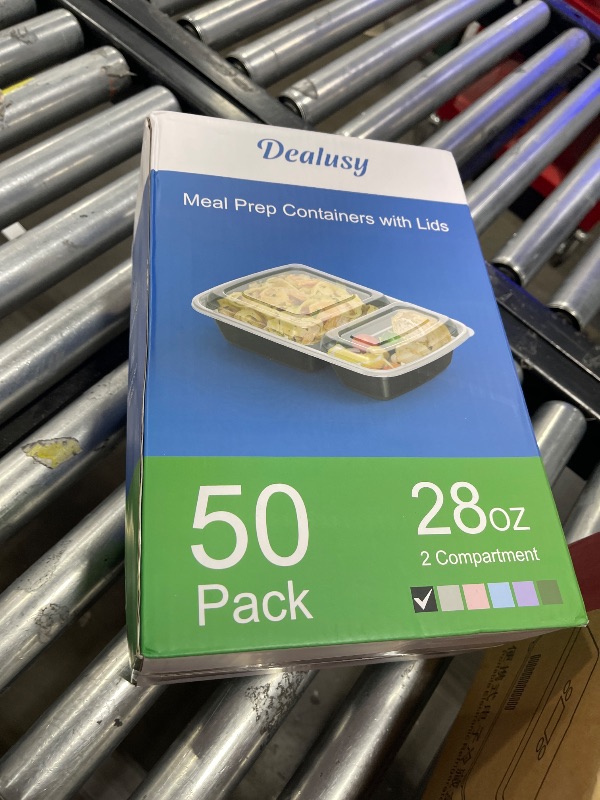 Dealusy
Meal Prep Containers with Lids
50
Pack
28oz
2 Compartment